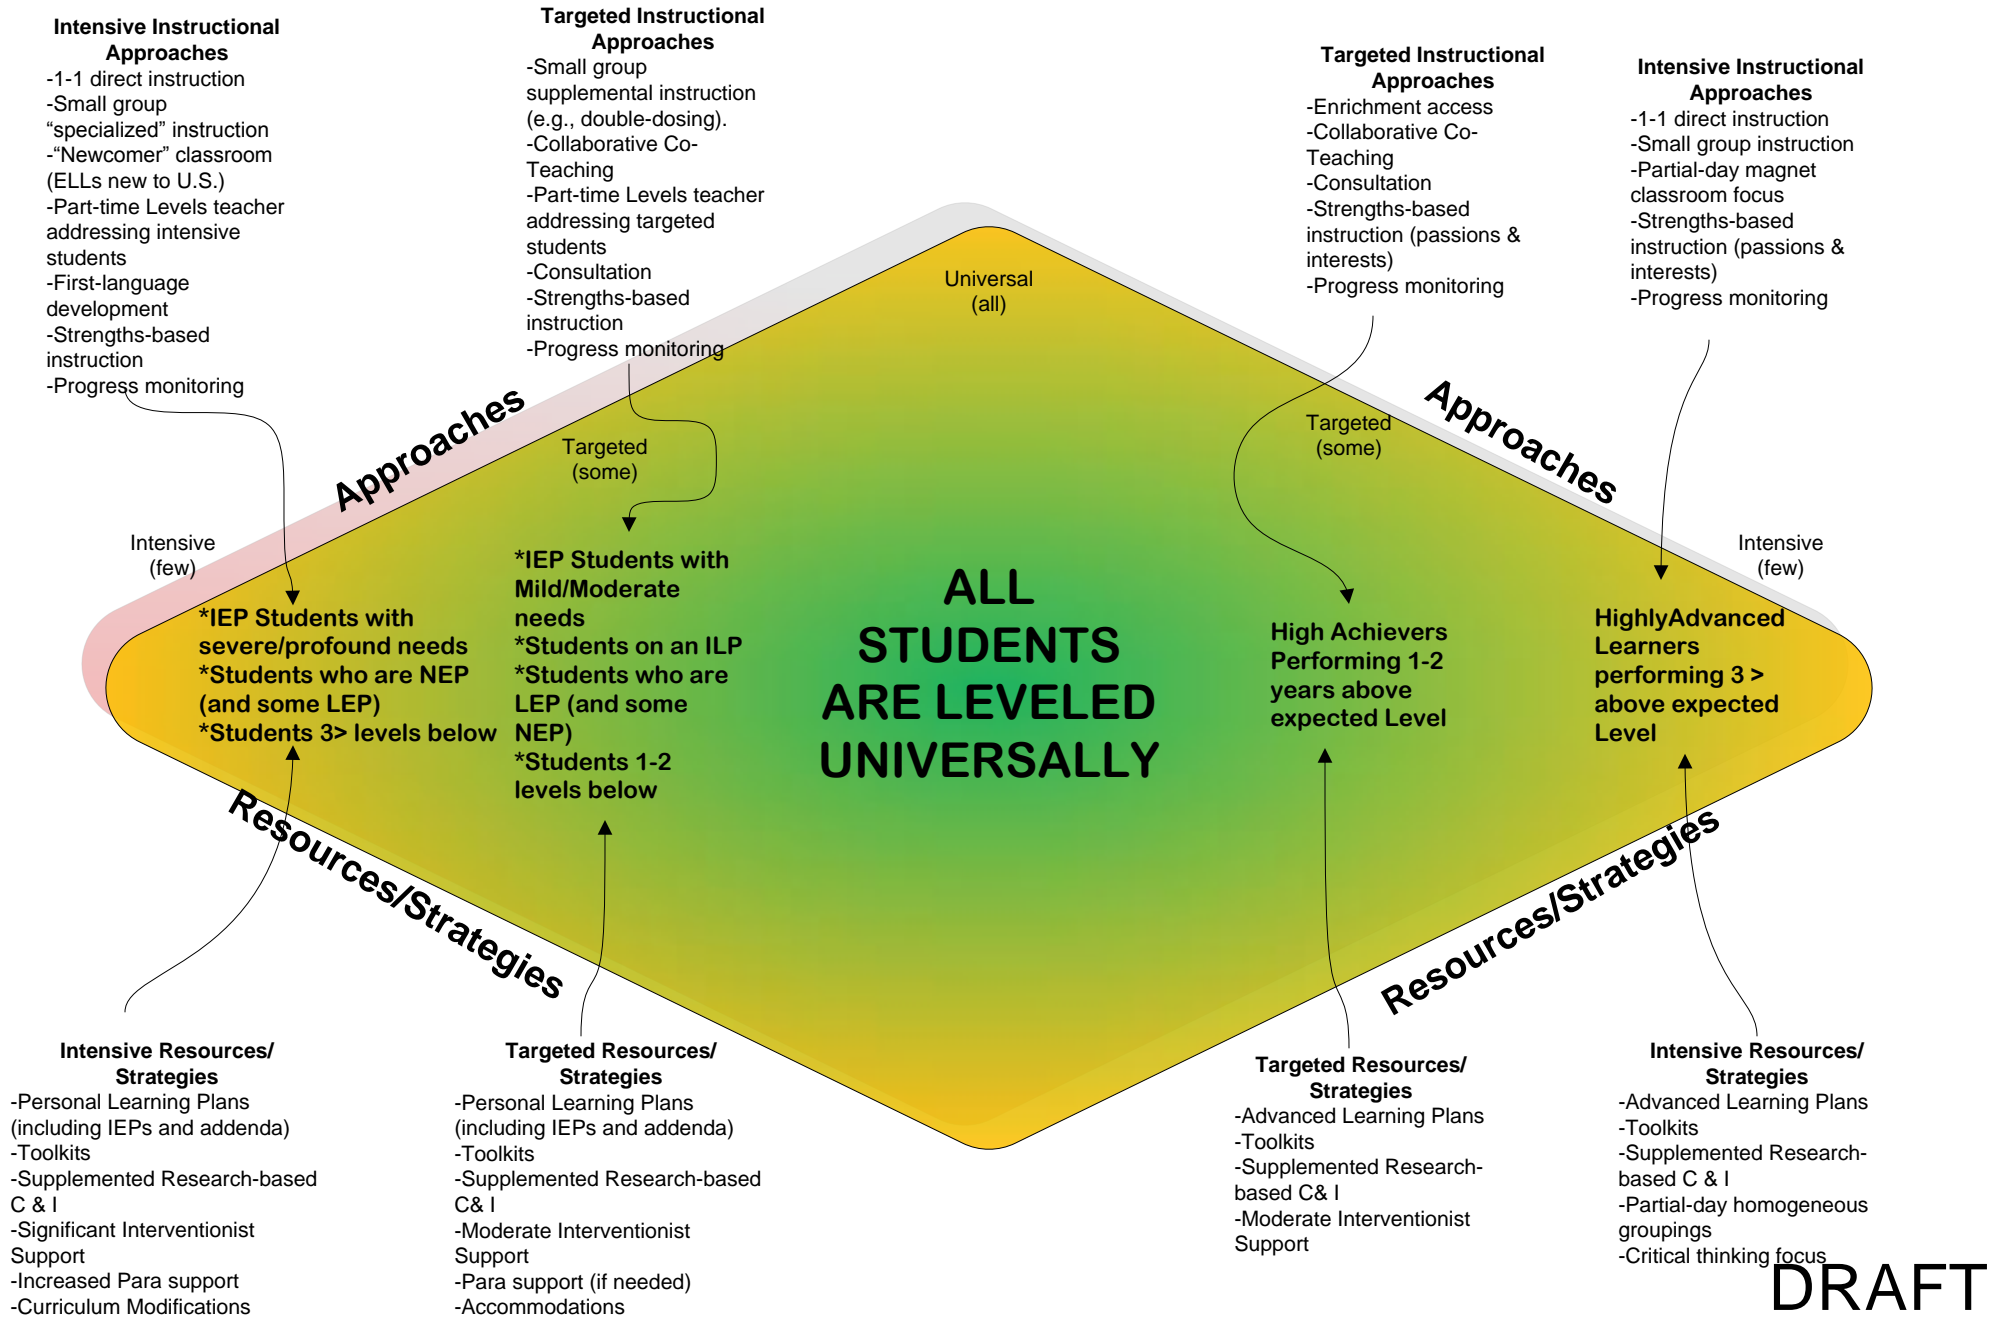 Intensive Instructional
Approaches
-1-1 direct instruction
-Small group
“specialized” instruction
-“Newcomer” classroom
(ELLs new to U.S.)
-Part-time Levels teacher
addressing intensive
students
-First-language
development
-Strengths-based
instruction
-Progress monitoring
Targeted Instructional
Approaches
-Small group
supplemental instruction
(e.g., double-dosing).
-Collaborative Co-
Teaching
-Part-time Levels teacher
addressing targeted
students
-Consultation
-Strengths-based
instruction
-Progress monitoring
Targeted Instructional
Approaches
-Enrichment access
-Collaborative Co-
Teaching
-Consultation
-Strengths-based
instruction (passions &
interests)
-Progress monitoring
Intensive Instructional
Approaches
-1-1 direct instruction
-Small group instruction
-Partial-day magnet
classroom focus
-Strengths-based
instruction (passions &
interests)
-Progress monitoring
Universal
(all)
Approaches
Approaches
Targeted
(some)
Targeted
(some)
Intensive
(few)
Intensive
(few)
*IEP Students with
severe/profound needs
*Students who are NEP
(and some LEP)
*Students 3> levels below
*IEP Students with
Mild/Moderate
needs
*Students on an ILP
*Students who are
LEP (and some
NEP)
*Students 1-2
levels below
ALL
STUDENTS
ARE LEVELED
UNIVERSALLY
High Achievers
Performing 1-2
years above
expected Level
HighlyAdvanced
Learners
performing 3 >
above expected
Level
Resources/Strategies
Resources/Strategies
Intensive Resources/
Strategies
-Personal Learning Plans
(including IEPs and addenda)
-Toolkits
-Supplemented Research-based
C & I
-Significant Interventionist
Support
-Increased Para support
-Curriculum Modifications
Targeted Resources/
Strategies
-Personal Learning Plans
(including IEPs and addenda)
-Toolkits
-Supplemented Research-based
C& I
-Moderate Interventionist
Support
-Para support (if needed)
-Accommodations
Targeted Resources/
Strategies
-Advanced Learning Plans
-Toolkits
-Supplemented Research-
based C& I
-Moderate Interventionist
Support
Intensive Resources/
Strategies
-Advanced Learning Plans
-Toolkits
-Supplemented Research-
based C & I
-Partial-day homogeneous
groupings
-Critical thinking focus
DRAFT